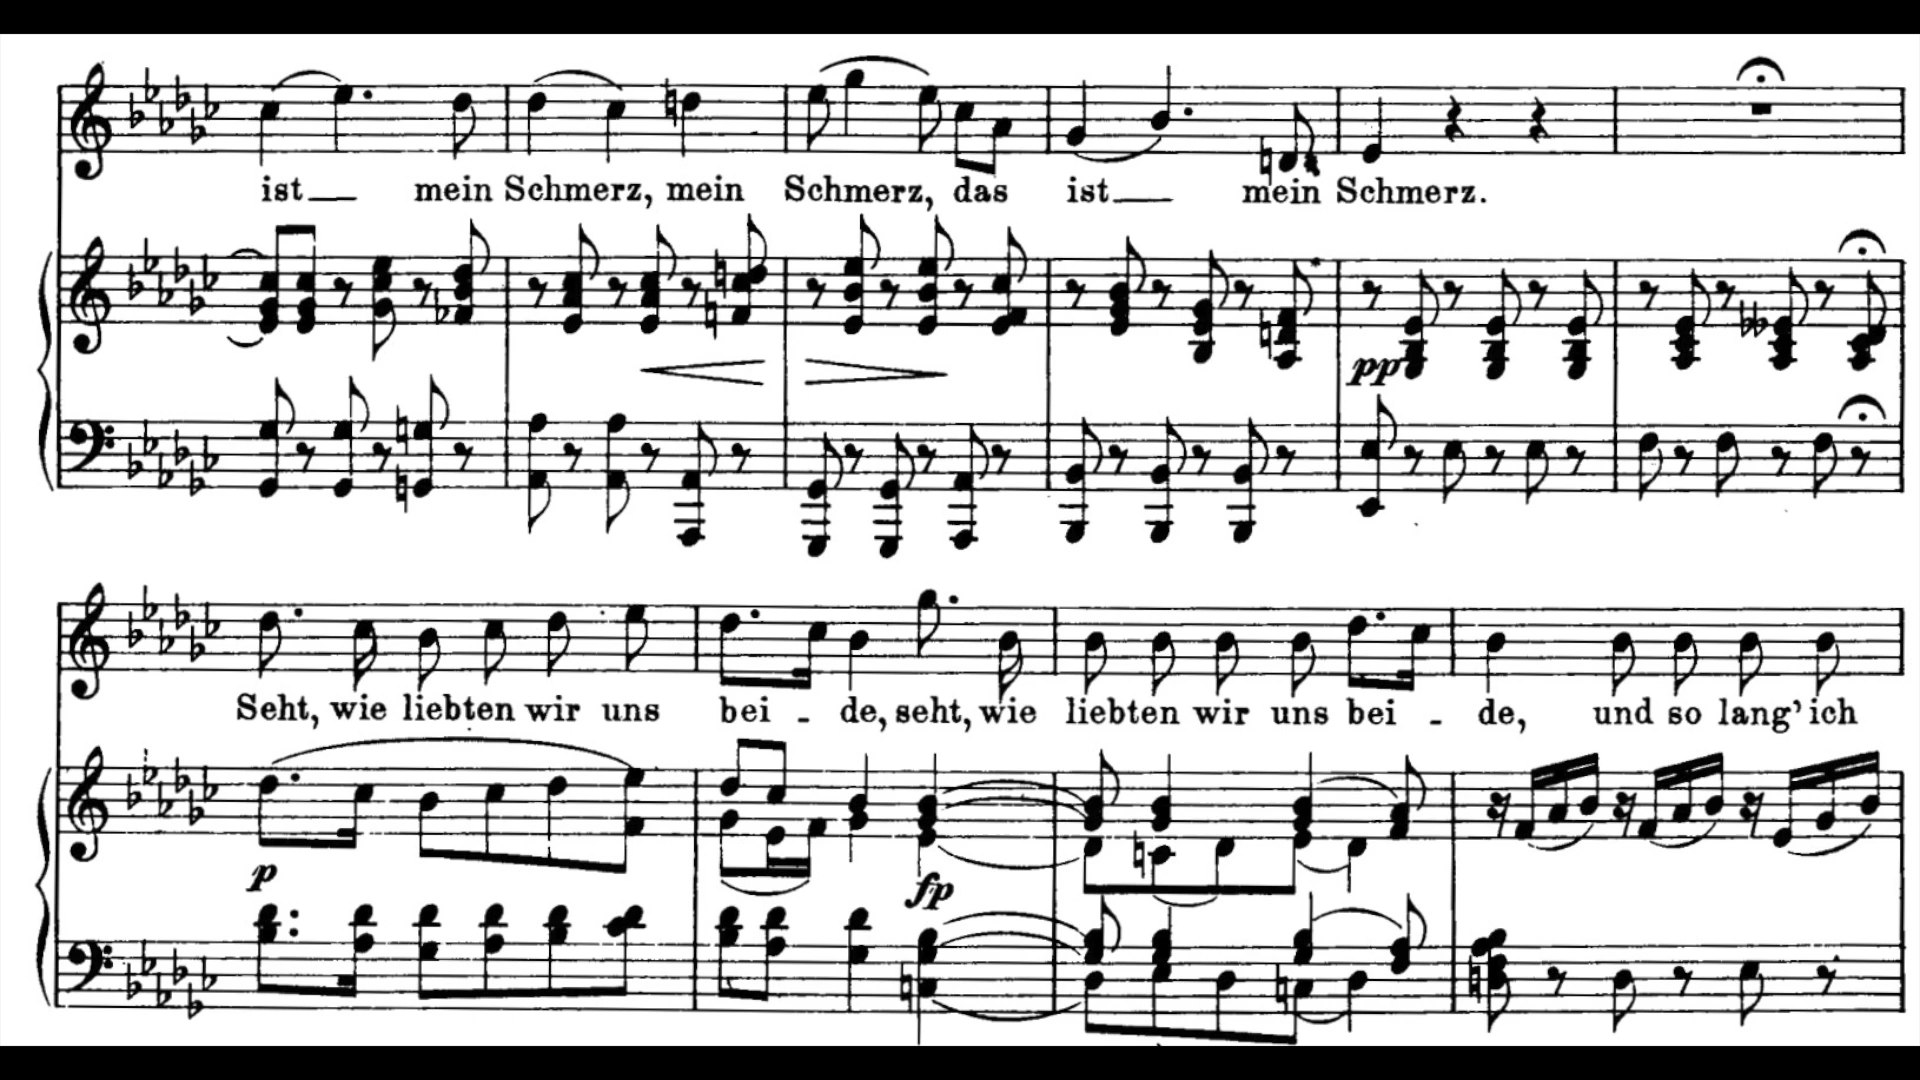 ist mein Schmerz, mein Schmerz, das ist mein Schmerz.
pp
Seht, wie liebten wir uns bei - de, seht, wie liebten wir uns bei - de, und so lang' ich
p
fp